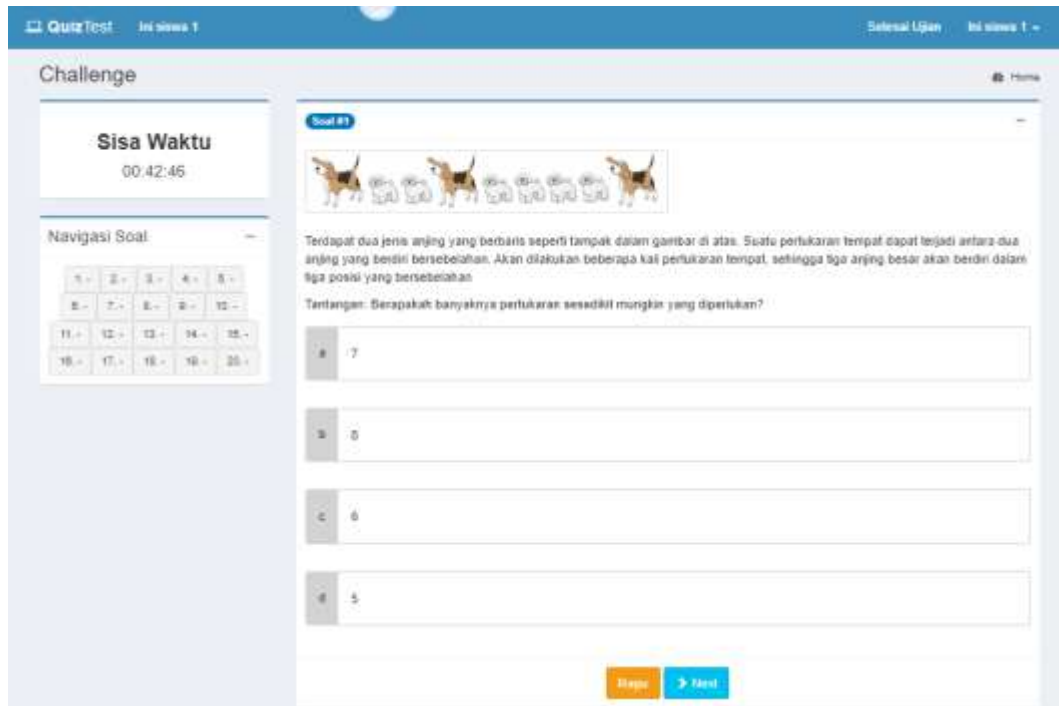 QuizTest Ini siswa 1 Selesai Ujian Ini siswa 1
Challenge
Home
Sisa Waktu
00:42:46
Navigasi Soal
1.- 2.- 3.- 4.- 5.-
6.- 7.- 8.- 9.- 10.-
11.- 12.- 13.- 14.- 15.-
16.- 17.- 18.- 19.- 20.-
Soal #1
Terdapat dua jenis anjing yang berbaris seperti tampak dalam gambar di atas. Suatu pertukaran tempat dapat terjadi antara dua
anjing yang berdiri bersebelahan. Akan dilakukan beberapa kali pertukaran tempat, sehingga tiga anjing besar akan berdiri dalam
tiga posisi yang bersebelahan
Tantangan: Berapakah banyaknya pertukaran sesedikit mungkin yang diperlukan?
a 7
b
c 6
d 5
Ragu Next